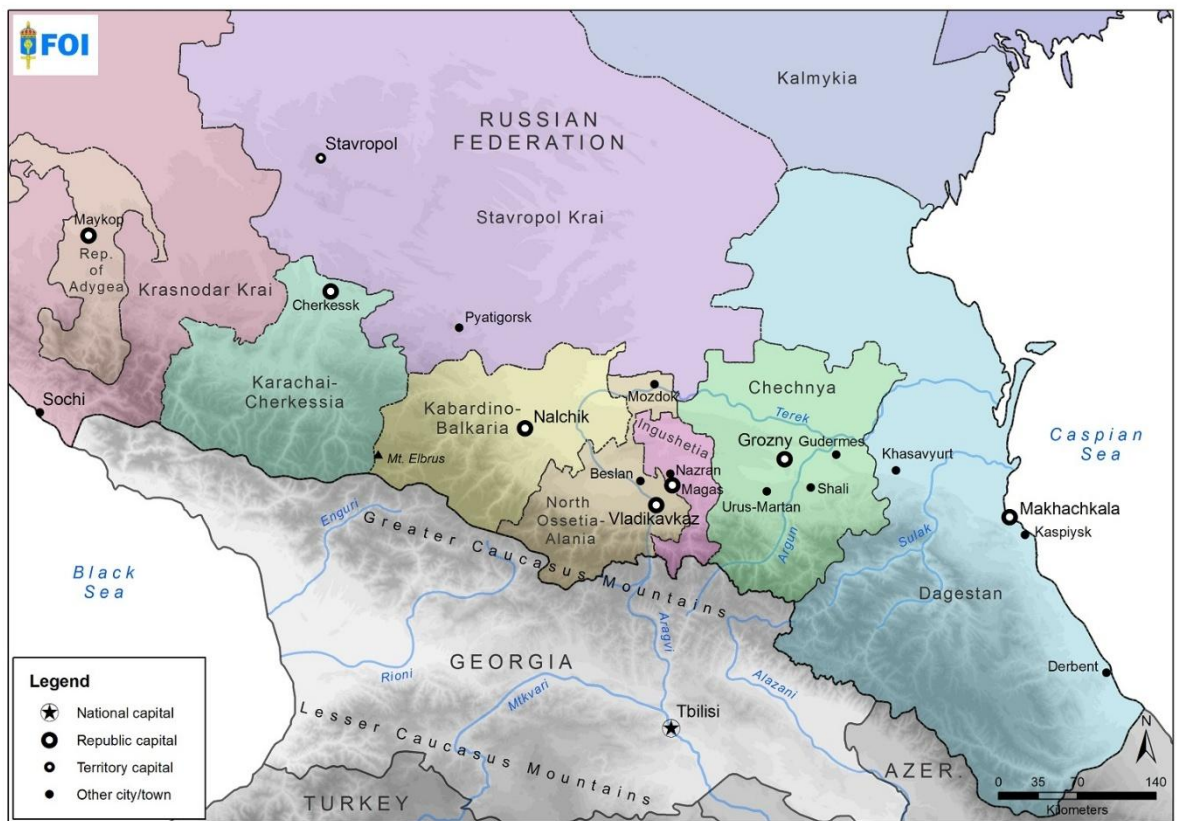 FOI
Kalmykia
RUSSIAN
FEDERATION
Stavropol
Stavropol Krai
Maykop
Rep.
of
Adygea
Krasnodar Krai
Cherkessk
Pyatigorsk
Karachai-
Cherkessia
Sochi
Kabardino-
Balkaria
Nalchik
Mt. Elbrus
Mozdok
Ingushetia
Chechnya
Terek
Grozny
Gudermes
Khasavyurt
Caspian
Sea
Beslan
Nazran
Magas
Shali
Urus-Martan
North
Ossetia-
Alania
Vladikavkaz
Makhachkala
Kaspiysk
Sulak
Argun
Dagestan
Enguri
Greater Caucasus Mountains
Black
Sea
Aragvi
GEORGIA
Rioni
Mtkvari
Alazani
Derbent
Tbilisi
Lesser Caucasus Mountains
TURKEY
AZER.
Legend
National capital
Republic capital
Territory capital
Other city/town
N
0 35 70 140
Kilometers